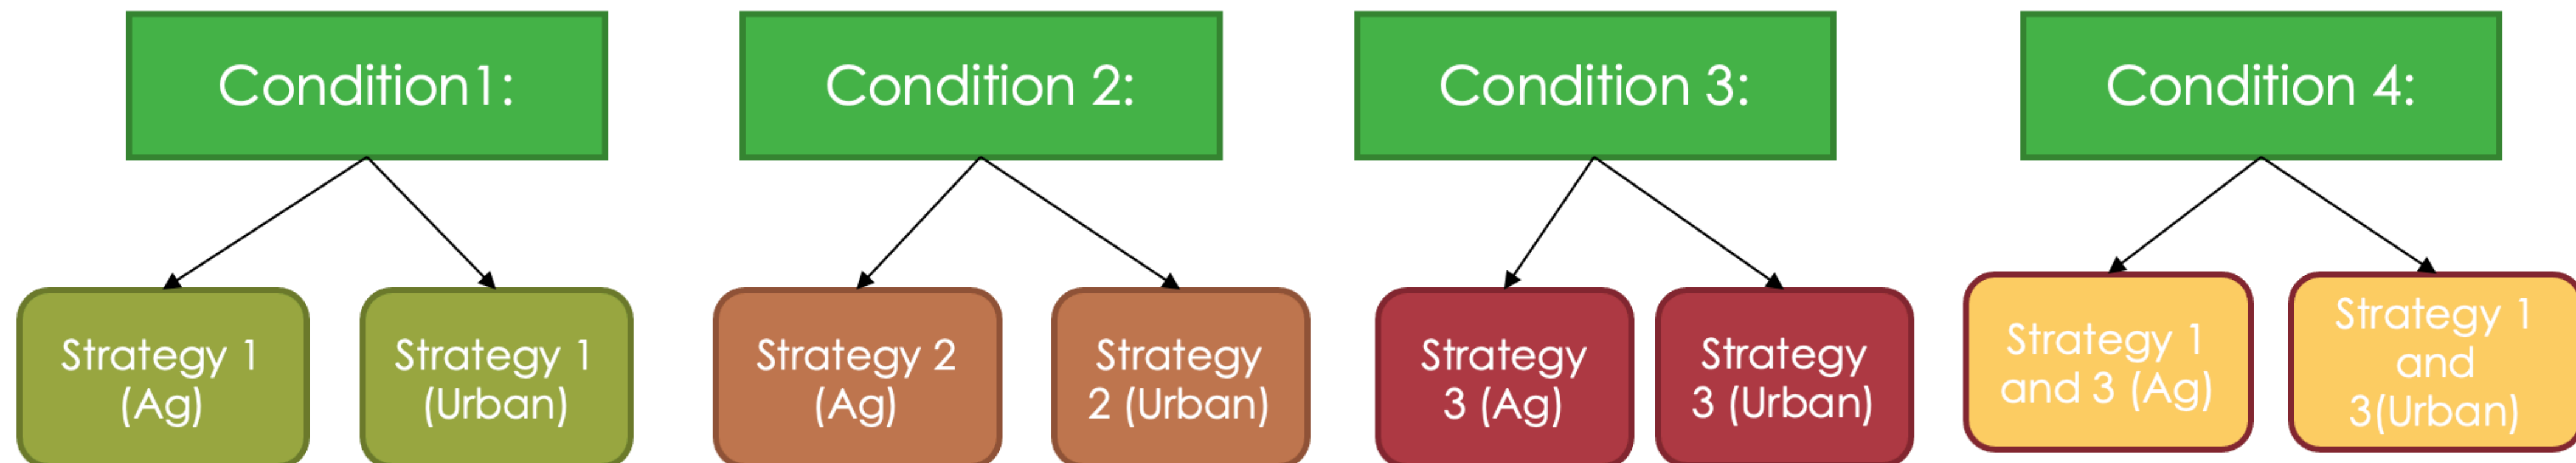 Condition1:
Condition 2:
Condition 3:
Condition 4:
Strategy 1
(Ag)
Strategy 1
(Urban)
Strategy 2
(Ag)
Strategy
2 (Urban)
Strategy
3 (Ag)
Strategy
3 (Urban)
Strategy 1
and 3 (Ag)
Strategy 1
and
3(Urban)